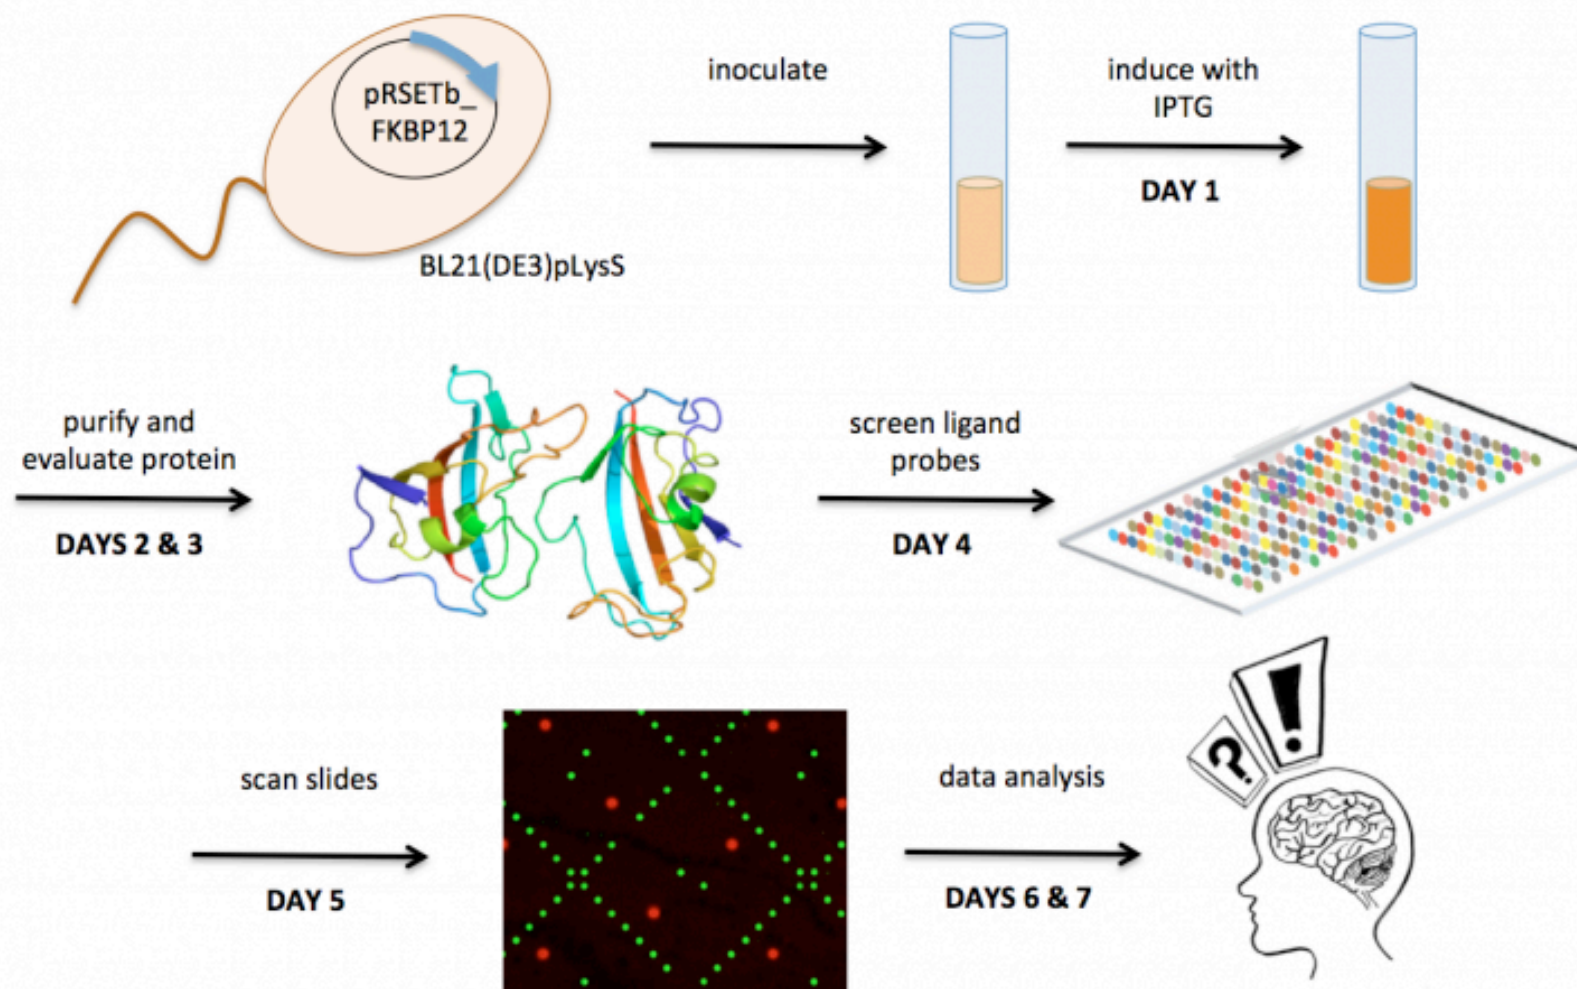 pRSETb_
FKBP12
BL21(DE3)pLysS
inoculate
induce with
IPTG
DAY 1
purify and
evaluate protein
DAYS 2 & 3
screen ligand
probes
DAY 4
scan slides
DAY 5
data analysis
DAYS 6 & 7
?
!